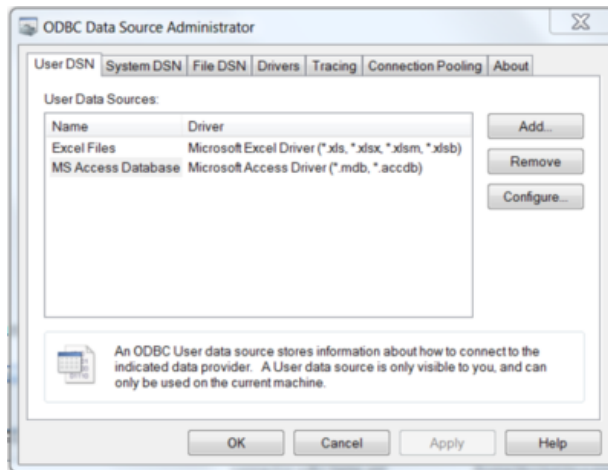 ODBC Data Source Administrator
User DSN System DSN File DSN Drivers Tracing Connection Pooling About
User Data Sources:
Name Driver
Excel Files Microsoft Excel Driver (*.xls, *.xlsx, *.xlsm, *.xlsb)
MS Access Database Microsoft Access Driver (*.mdb, *.accdb)
Add...
Remove
Configure...
An ODBC User data source stores information about how to connect to the
indicated data provider. A User data source is only visible to you, and can
only be used on the current machine.
OK Cancel Apply Help